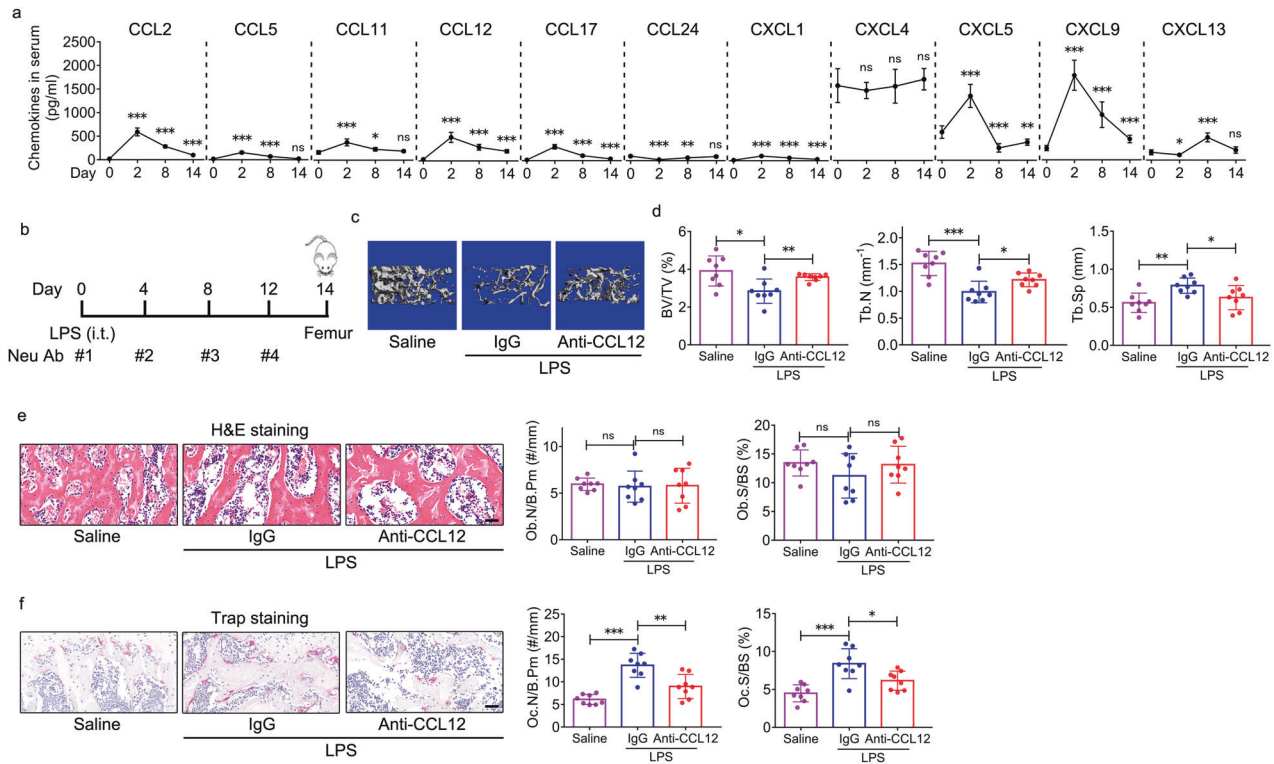 a
CCL2 CCL5 CCL11 CCL12 CCL17 CCL24 CXCL1 CXCL4 CXCL5 CXCL9 CXCL13
Chemokines in serum
(pg/ml)
2500
2000
1500
1000
500
0
*** *** ***
*** *** ns
*** * ns
*** *** ***
*** *** ***
*** ** ns
*** *** ***
ns ns ns
*** *** **
*** *** ***
* *** ns
Day 0 2 8 14 0 2 8 14 0 2 8 14 0 2 8 14 0 2 8 14 0 2 8 14 0 2 8 14 0 2 8 14 0 2 8 14 0 2 8 14 0 2 8 14
b
Day 0 4 8 12 14
LPS (i.t.) Femur
Neu Ab #1 #2 #3 #4
c
Saline IgG Anti-CCL12
LPS
d
BV/TV (%)
8
6
4
2
0
* **
Saline IgG Anti-CCL12
LPS
Tb.N (mm-1)
2.0
1.5
1.0
0.5
0.0
*** *
Saline IgG Anti-CCL12
LPS
Tb.Sp (mm)
1.5
1.0
0.5
0.0
** *
Saline IgG Anti-CCL12
LPS
e
H&E staining
Saline IgG Anti-CCL12
LPS
Ob.N/B.Pm (#/mm)
15
10
5
0
ns ns
Saline IgG Anti-CCL12
LPS
Ob.S/BS (%)
20
15
10
5
0
ns ns
Saline IgG Anti-CCL12
LPS
f
Trap staining
Saline IgG Anti-CCL12
LPS
Oc.N/B.Pm (#/mm)
25
20
15
10
5
0
*** **
Saline IgG Anti-CCL12
LPS
Oc.S/BS (%)
15
10
5
0
*** *
Saline IgG Anti-CCL12
LPS